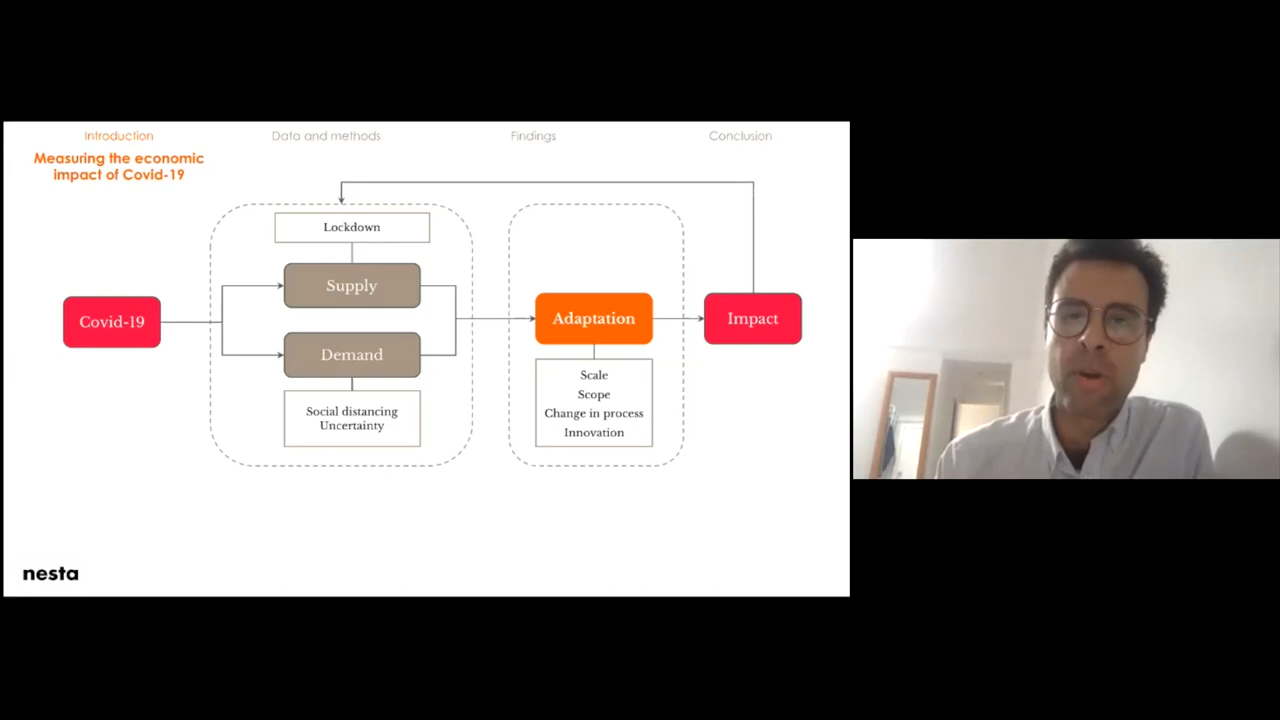 Introduction
Data and methods
Findings
Conclusion
Measuring the economic
impact of Covid-19
Lockdown
Supply
Covid-19
Demand
Social distancing
Uncertainty
Adaptation
Scale
Scope
Change in process
Innovation
Impact
nesta